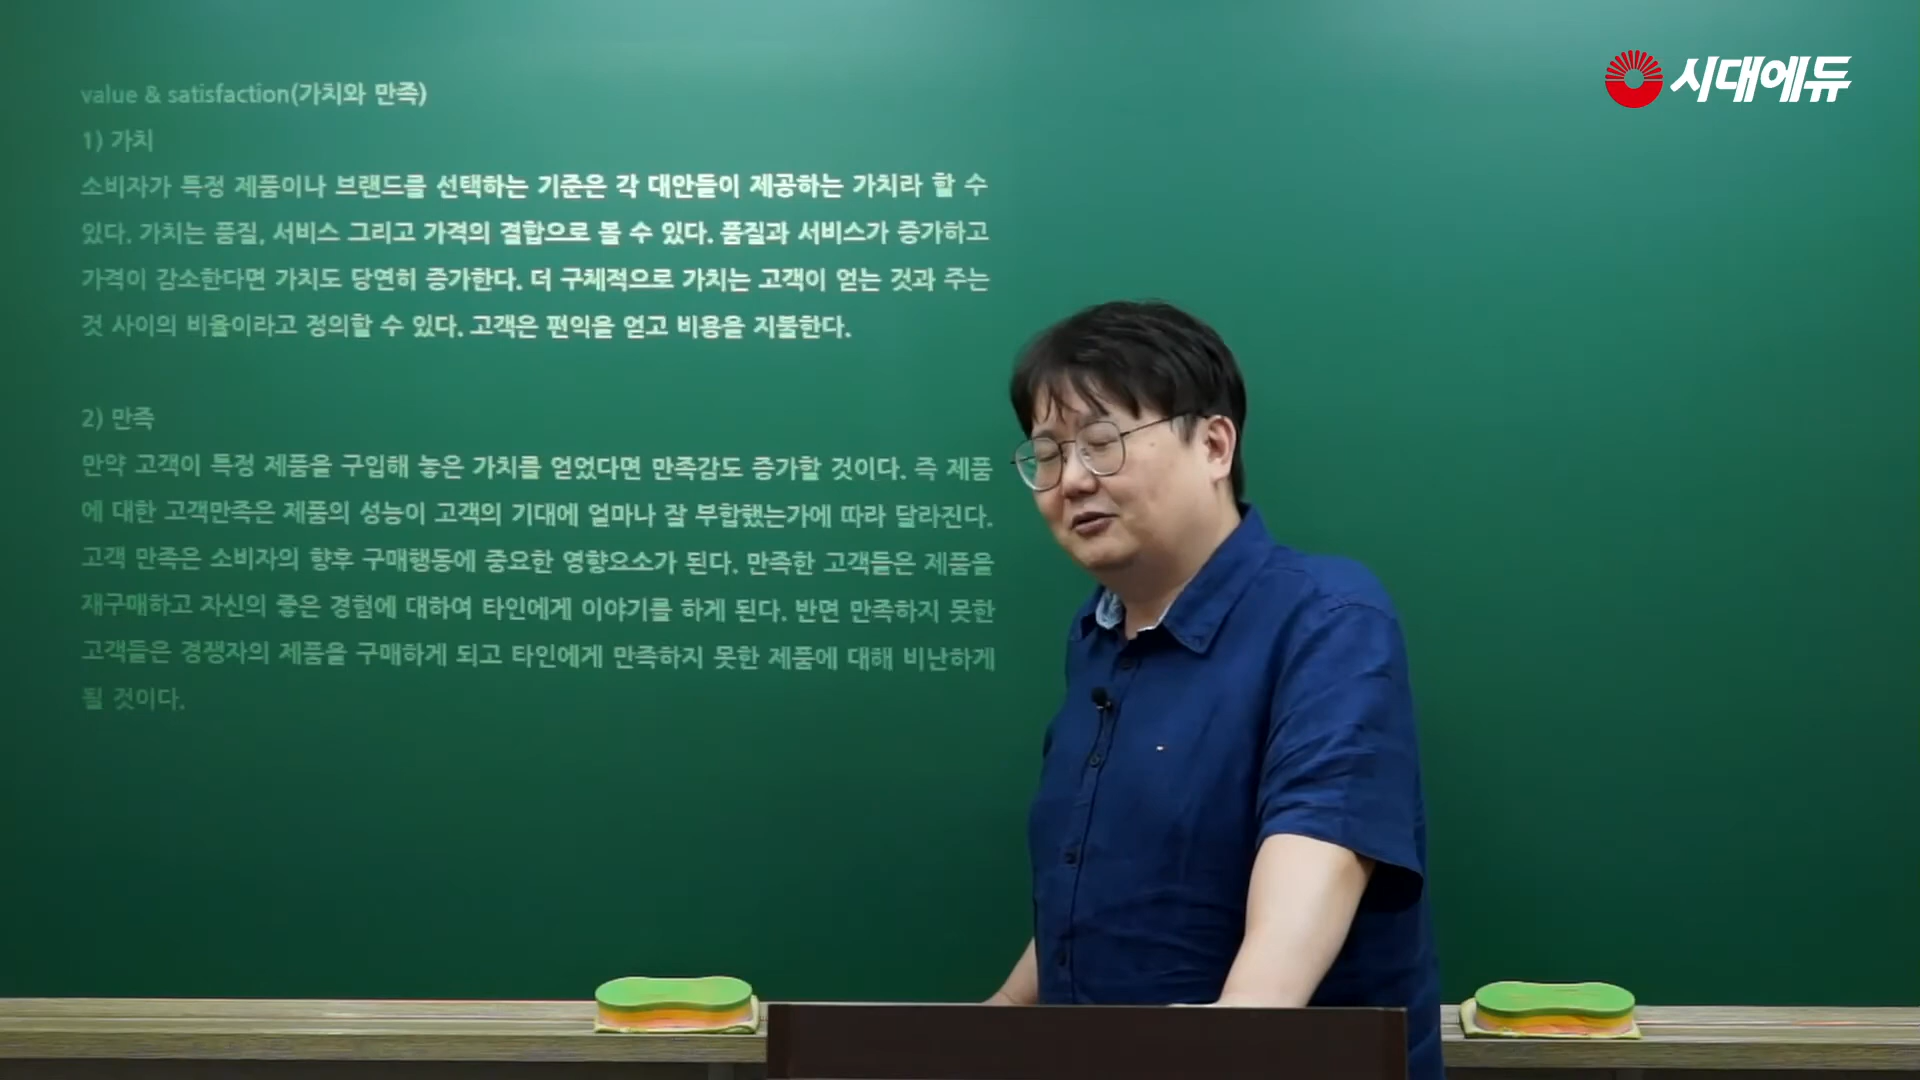 시대에듀
value & satisfaction(가치와 만족)
1) 가치
소비자가 특정 제품이나 브랜드를 선택하는 기준은 각 대안들이 제공하는 가치라 할 수
있다. 가치는 품질, 서비스 그리고 가격의 결합으로 볼 수 있다. 품질과 서비스가 증가하고
가격이 감소한다면 가치도 당연히 증가한다. 더 구체적으로 가치는 고객이 얻는 것과 주는
것 사이의 비율이라고 정의할 수 있다. 고객은 편익을 얻고 비용을 지불한다.
2) 만족
만약 고객이 특정 제품을 구입해 놓은 가치를 얻었다면 만족감도 증가할 것이다. 즉 제품
에 대한 고객만족은 제품의 성능이 고객의 기대에 얼마나 잘 부합했는가에 따라 달라진다.
고객 만족은 소비자의 향후 구매행동에 중요한 영향요소가 된다. 만족한 고객들은 제품을
재구매하고 자신의 좋은 경험에 대하여 타인에게 이야기를 하게 된다. 반면 만족하지 못한
고객들은 경쟁자의 제품을 구매하게 되고 타인에게 만족하지 못한 제품에 대해 비난하게
될 것이다.